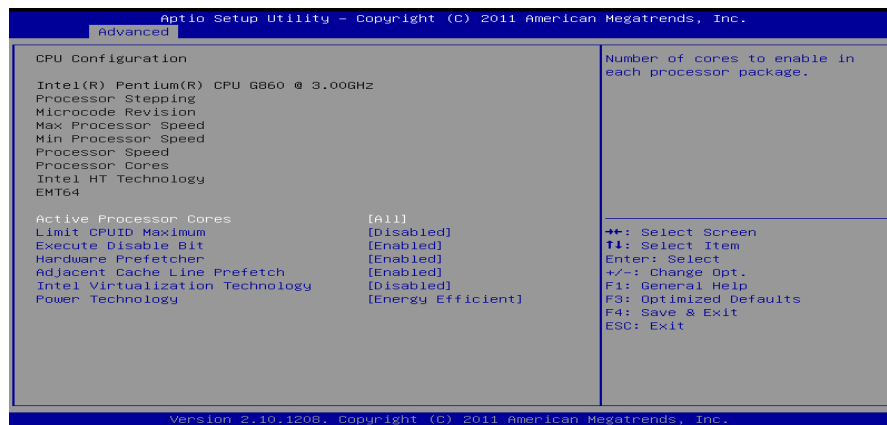 Aptio Setup Utility – Copyright (C) 2011 American Megatrends, Inc.
Advanced
CPU Configuration
Intel(R) Pentium(R) CPU G860 @ 3.00GHz
Processor Stepping
Microcode Revision
Max Processor Speed
Min Processor Speed
Processor Speed
Processor Cores
Intel HT Technology
EMT64
Active Processor Cores [All]
Limit CPUID Maximum [Disabled]
Execute Disable Bit [Enabled]
Hardware Prefetcher [Enabled]
Adjacent Cache Line Prefetch [Enabled]
Intel Virtualization Technology [Disabled]
Power Technology [Energy Efficient]
Number of cores to enable in
each processor package.
→←: Select Screen
↑↓: Select Item
Enter: Select
+/-: Change Opt.
F1: General Help
F3: Optimized Defaults
F4: Save & Exit
ESC: Exit
Version 2.10.1208. Copyright (C) 2011 American Megatrends, Inc.